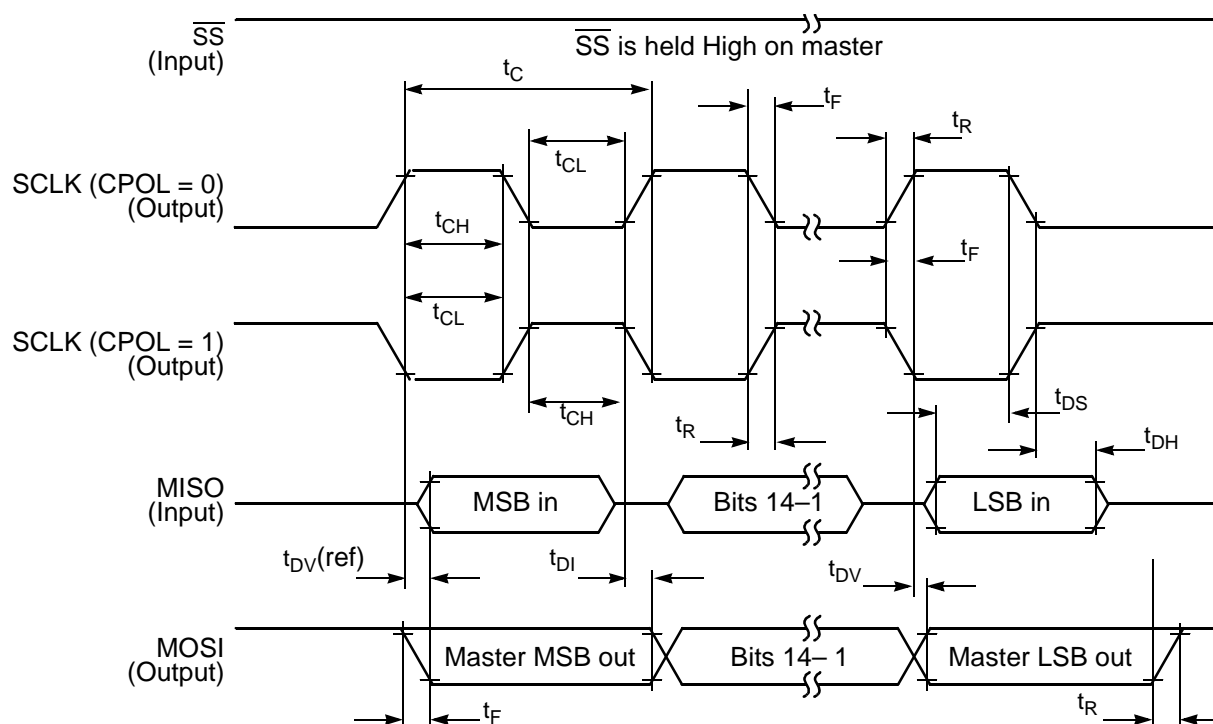 SS
(Input)
SS is held High on master
tC
tF
tR
tCL
SCLK (CPOL = 0)
(Output)
tCH
tF
tCL
SCLK (CPOL = 1)
(Output)
tCH
tDS
tR
tDH
MISO
(Input)
MSB in
Bits 14–1
LSB in
tDV(ref)
tDI
tDV
MOSI
(Output)
Master MSB out
Bits 14– 1
Master LSB out
tF
tR